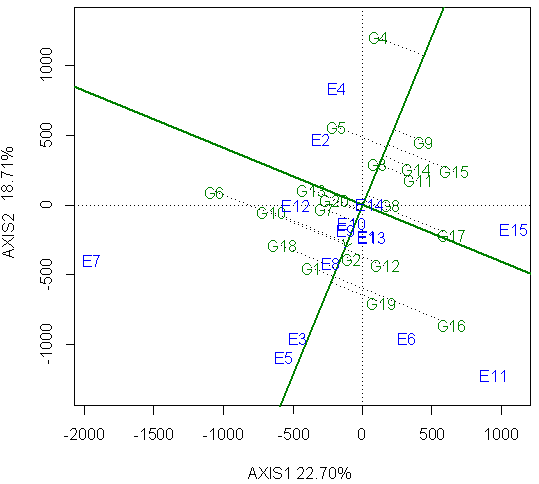 G4
1000
E4
G5
500
E2
G9
G3
G14
G15
G11
G6
G13
G20
0
E12
G7
E14
G8
G10
E10
E15
E9
E13
G17
G18
AXIS2 18.71%
E7
-500
E8
G2
G12
G1
G19
G16
E3
E6
-1000
E5
E11
-2000 -1500 -1000 -500 0 500 1000
AXIS1 22.70%